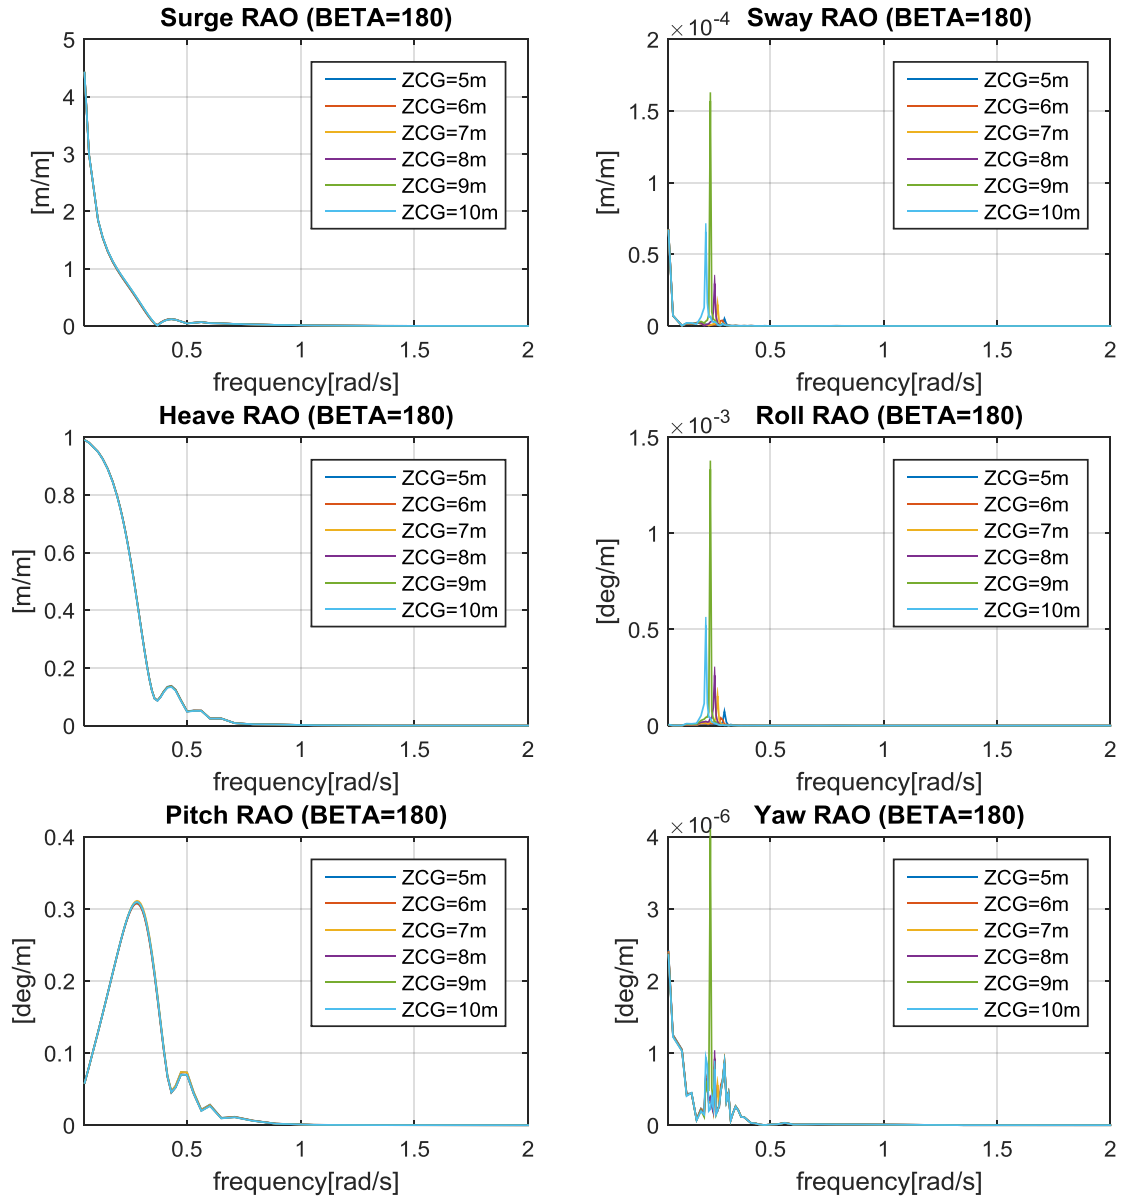 Surge RAO (BETA=180)
5
4
3
2
1
0
[m/m]
ZCG=5m
ZCG=6m
ZCG=7m
ZCG=8m
ZCG=9m
ZCG=10m
0.5
1
1.5
2
frequency[rad/s]
Sway RAO (BETA=180)
×10-4
2
1.5
1
0.5
0
[m/m]
ZCG=5m
ZCG=6m
ZCG=7m
ZCG=8m
ZCG=9m
ZCG=10m
0.5
1
1.5
2
frequency[rad/s]
Heave RAO (BETA=180)
1
0.8
0.6
0.4
0.2
0
[m/m]
ZCG=5m
ZCG=6m
ZCG=7m
ZCG=8m
ZCG=9m
ZCG=10m
0.5
1
1.5
2
frequency[rad/s]
Roll RAO (BETA=180)
×10-3
1.5
1
0.5
0
[deg/m]
ZCG=5m
ZCG=6m
ZCG=7m
ZCG=8m
ZCG=9m
ZCG=10m
0.5
1
1.5
2
frequency[rad/s]
Pitch RAO (BETA=180)
0.4
0.3
0.2
0.1
0
[deg/m]
ZCG=5m
ZCG=6m
ZCG=7m
ZCG=8m
ZCG=9m
ZCG=10m
0.5
1
1.5
2
frequency[rad/s]
Yaw RAO (BETA=180)
×10-6
4
3
2
1
0
[deg/m]
ZCG=5m
ZCG=6m
ZCG=7m
ZCG=8m
ZCG=9m
ZCG=10m
0.5
1
1.5
2
frequency[rad/s]